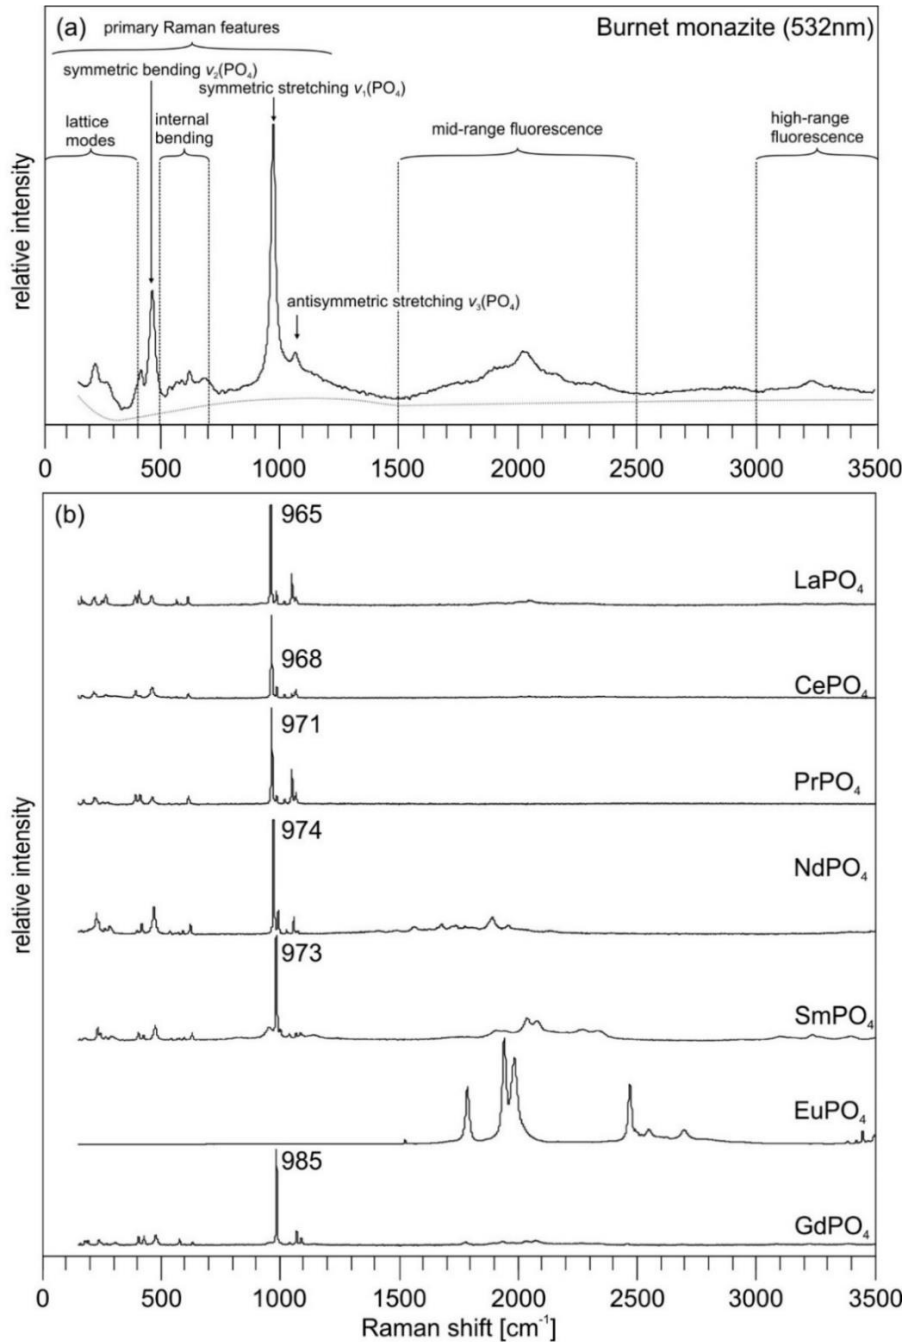 (a)
primary Raman features
Burnet monazite (532nm)
symmetric bending v₂(PO₄)
symmetric stretching v₁(PO₄)
lattice
modes
internal
bending
mid-range fluorescence
high-range
fluorescence
antisymmetric stretching v₃(PO₄)
relative intensity
0 500 1000 1500 2000 2500 3000 3500
(b)
965
LaPO₄
968
CePO₄
971
PrPO₄
974
NdPO₄
973
SmPO₄
EuPO₄
985
GdPO₄
relative intensity
0 500 1000 1500 2000 2500 3000 3500
Raman shift [cm⁻¹]